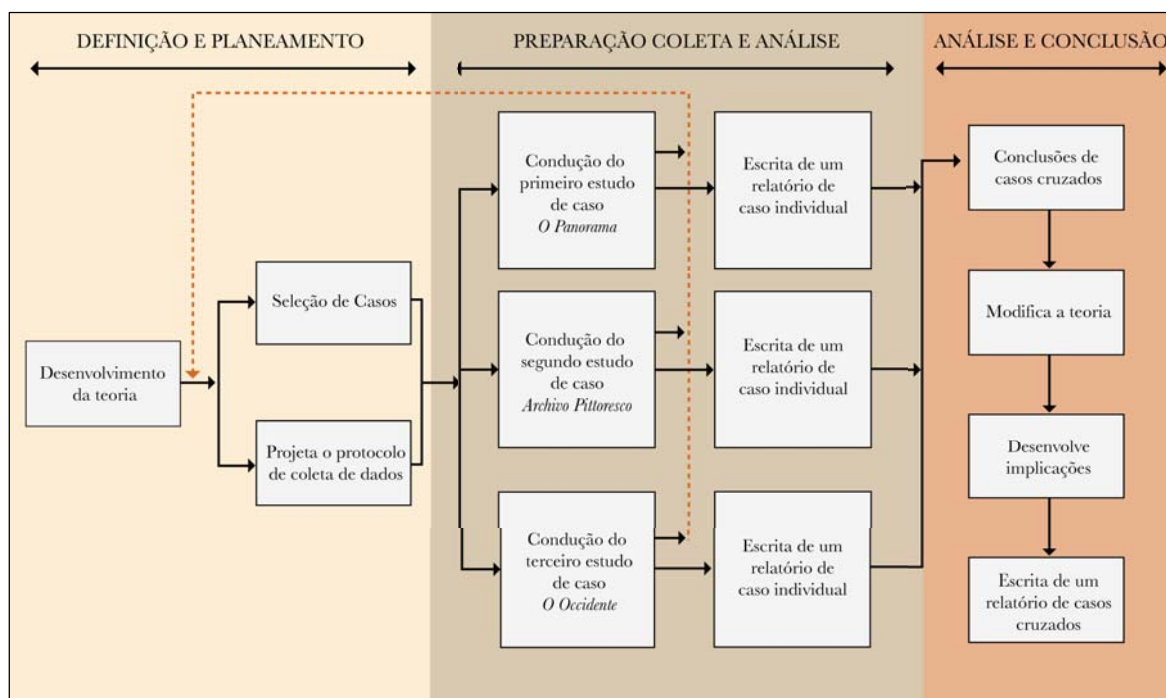 DEFINIÇÃO E PLANEAMENTO
PREPARAÇÃO COLETA E ANÁLISE
ANÁLISE E CONCLUSÃO
Desenvolvimento
da teoria
Seleção de Casos
Projeta o protocolo
de coleta de dados
Condução do
primeiro estudo
de caso
O Panorama
Escrita de um
relatório de
caso individual
Condução do
segundo estudo
de caso
Archivo Pittoresco
Escrita de um
relatório de
caso individual
Condução do
terceiro estudo
de caso
O Occidente
Escrita de um
relatório de
caso individual
Conclusões de
casos cruzados
Modifica a teoria
Desenvolve
implicações
Escrita de um
relatório de casos
cruzados